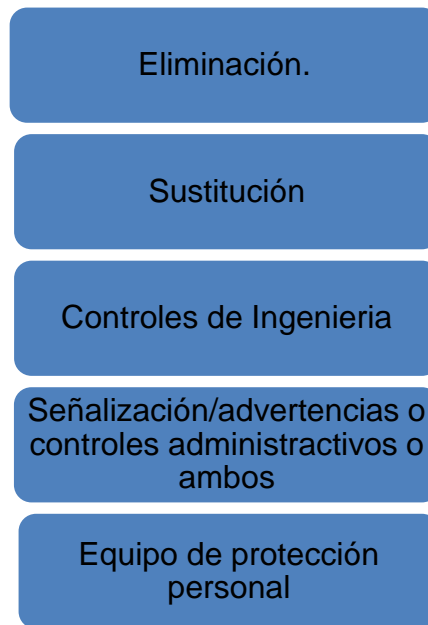 Eliminación.
Sustitución
Controles de Ingenieria
Señalización/advertencias o
controles administractivos o
ambos
Equipo de protección
personal